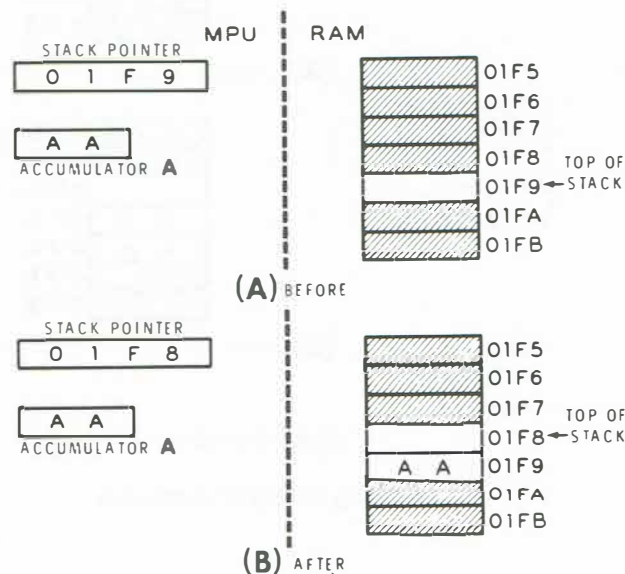 MPU RAM
STACK POINTER
0 1 F 9
A A
ACCUMULATOR A
01F5
01F6
01F7
01F8
01F9 ← TOP OF STACK
01FA
01FB
(A) BEFORE
STACK POINTER
0 1 F 8
A A
ACCUMULATOR A
01F5
01F6
01F7
01F8 ← TOP OF STACK
A A 01F9
01FA
01FB
(B) AFTER